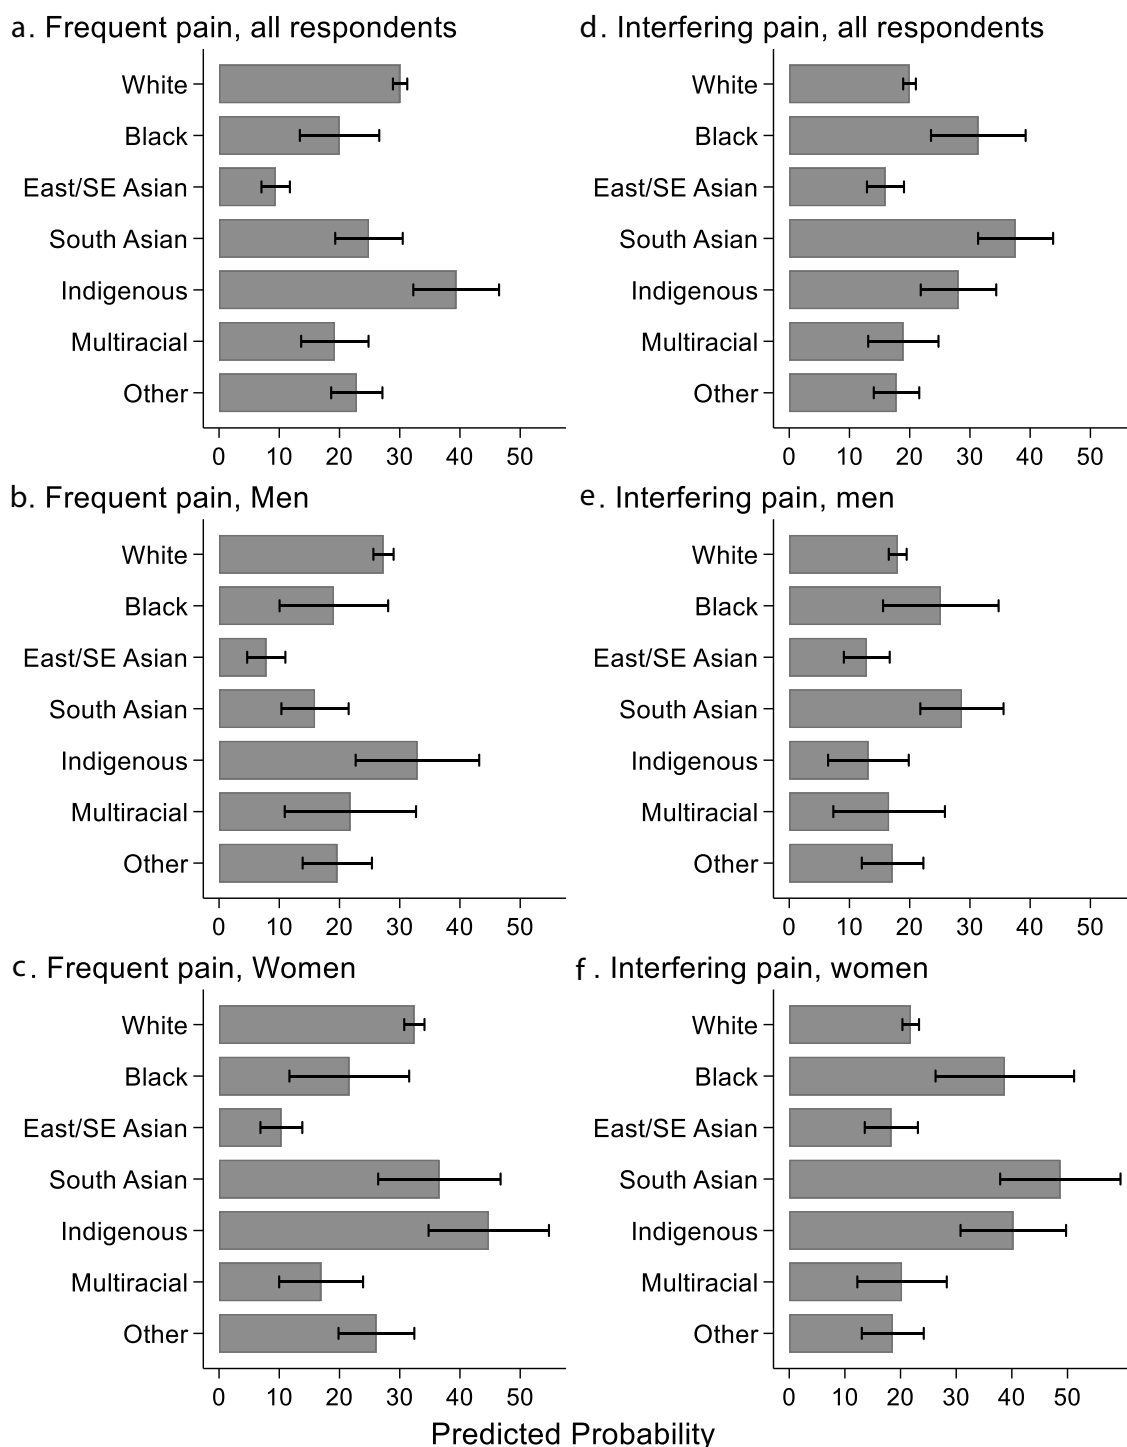 a. Frequent pain, all respondents
White
Black
East/SE Asian
South Asian
Indigenous
Multiracial
Other
0 10 20 30 40 50
d. Interfering pain, all respondents
White
Black
East/SE Asian
South Asian
Indigenous
Multiracial
Other
0 10 20 30 40 50
b. Frequent pain, Men
White
Black
East/SE Asian
South Asian
Indigenous
Multiracial
Other
0 10 20 30 40 50
e. Interfering pain, men
White
Black
East/SE Asian
South Asian
Indigenous
Multiracial
Other
0 10 20 30 40 50
c. Frequent pain, Women
White
Black
East/SE Asian
South Asian
Indigenous
Multiracial
Other
0 10 20 30 40 50
f. Interfering pain, women
White
Black
East/SE Asian
South Asian
Indigenous
Multiracial
Other
0 10 20 30 40 50
Predicted Probability